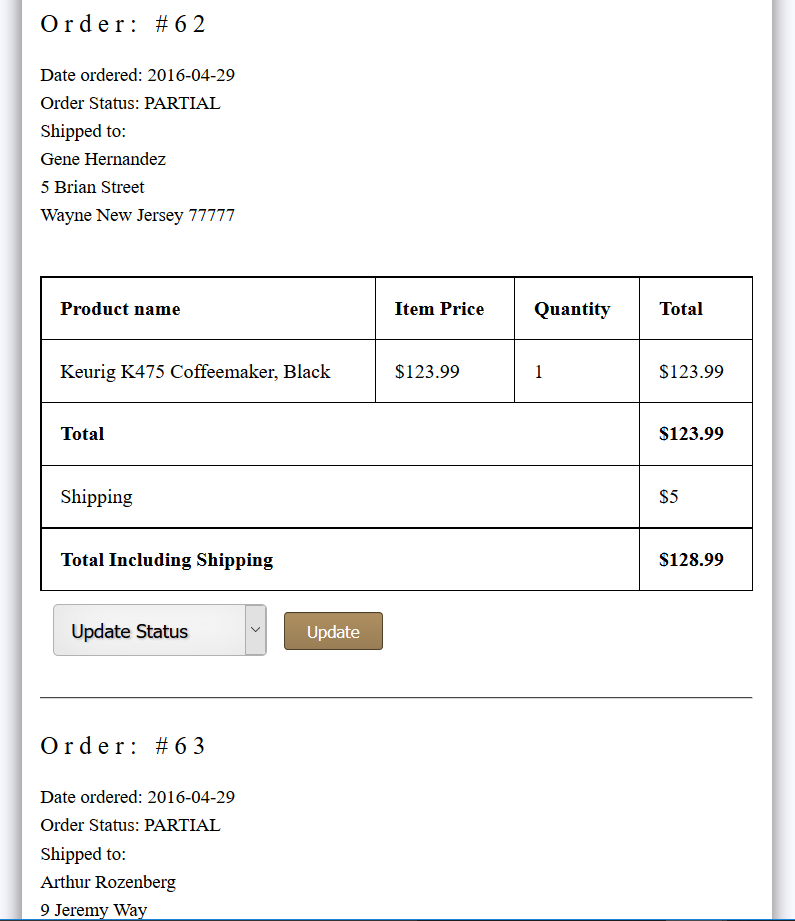 Order: #62
Date ordered: 2016-04-29
Order Status: PARTIAL
Shipped to:
Gene Hernandez
5 Brian Street
Wayne New Jersey 77777
Product name Item Price Quantity Total
Keurig K475 Coffeemaker, Black $123.99 1 $123.99
Total $123.99
Shipping $5
Total Including Shipping $128.99
Update Status Update
Order: #63
Date ordered: 2016-04-29
Order Status: PARTIAL
Shipped to:
Arthur Rozenberg
9 Jeremy Way